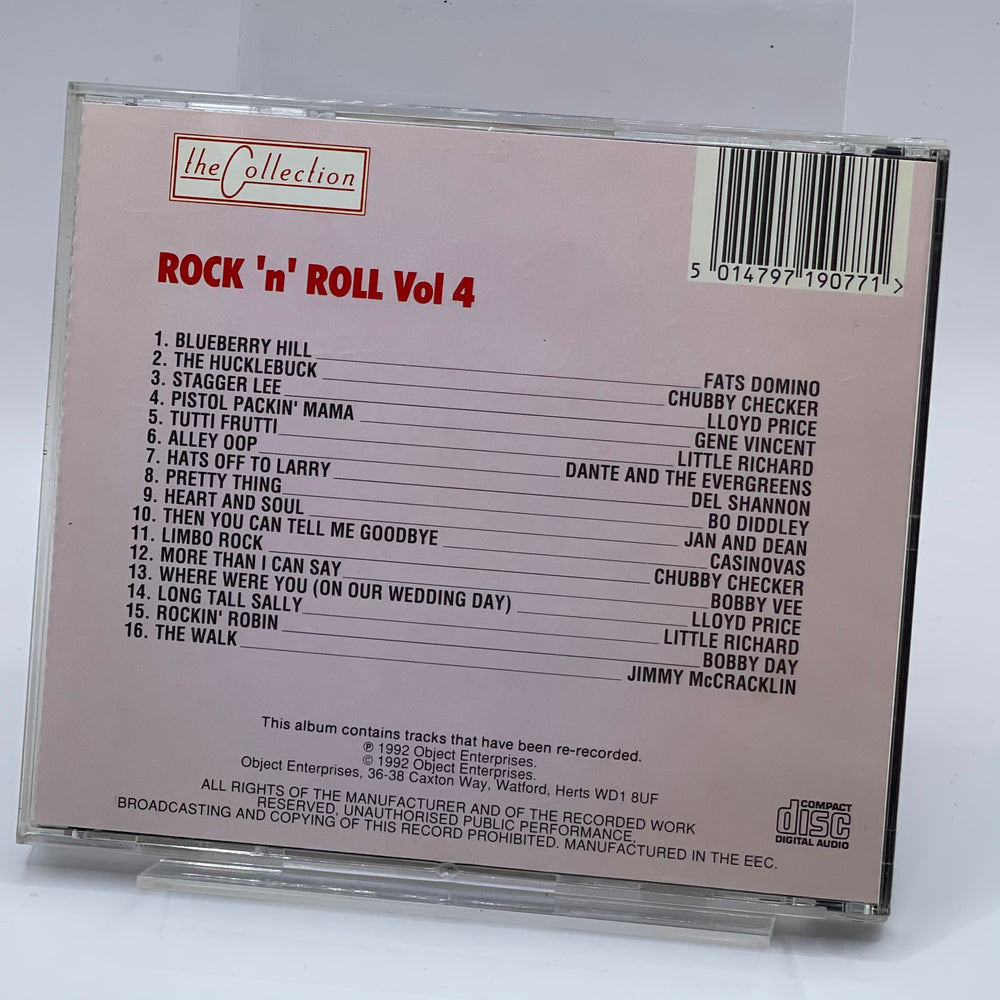 the Collection
5 014797 190771 >
ROCK 'n' ROLL Vol 4
1. BLUEBERRY HILL FATS DOMINO
2. THE HUCKLEBUCK CHUBBY CHECKER
3. STAGGER LEE LLOYD PRICE
4. PISTOL PACKIN' MAMA GENE VINCENT
5. TUTTI FRUTTI LITTLE RICHARD
6. ALLEY OOP DANTE AND THE EVERGREENS
7. HATS OFF TO LARRY DEL SHANNON
8. PRETTY THING BO DIDDLEY
9. HEART AND SOUL JAN AND DEAN
10. THEN YOU CAN TELL ME GOODBYE CASINOVAS
11. LIMBO ROCK CHUBBY CHECKER
12. MORE THAN I CAN SAY BOBBY VEE
13. WHERE WERE YOU (ON OUR WEDDING DAY) LLOYD PRICE
14. LONG TALL SALLY LITTLE RICHARD
15. ROCKIN' ROBIN BOBBY DAY
16. THE WALK JIMMY McCRACKLIN
This album contains tracks that have been re-recorded.
℗ 1992 Object Enterprises.
© 1992 Object Enterprises.
Object Enterprises, 36-38 Caxton Way, Watford, Herts WD1 8UF
ALL RIGHTS OF THE MANUFACTURER AND OF THE RECORDED WORK
RESERVED, UNAUTHORISED PUBLIC PERFORMANCE,
BROADCASTING AND COPYING OF THIS RECORD PROHIBITED. MANUFACTURED IN THE EEC.
COMPACT
disc
DIGITAL AUDIO